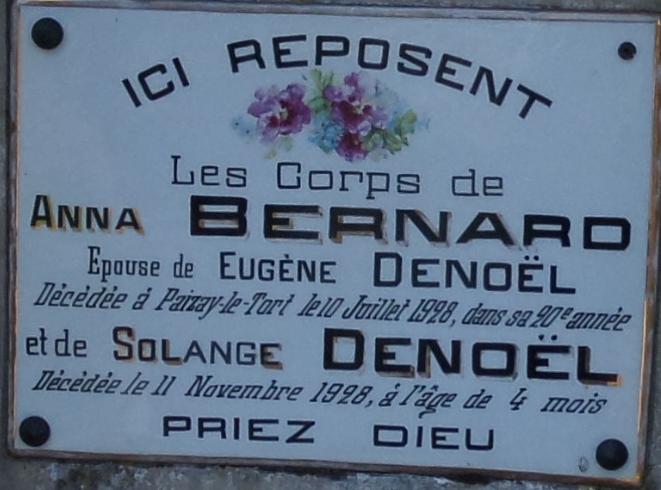 ICI REPOSENT
Les Corps de
ANNA BERNARD
Epouse de EUGÈNE DENOËL
Décédée à Paizay-le-Tort le 10 Juillet 1928, dans sa 20e année
et de SOLANGE DENOËL
Décédée le 11 Novembre 1928, à l'âge de 4 mois
PRIEZ DIEU